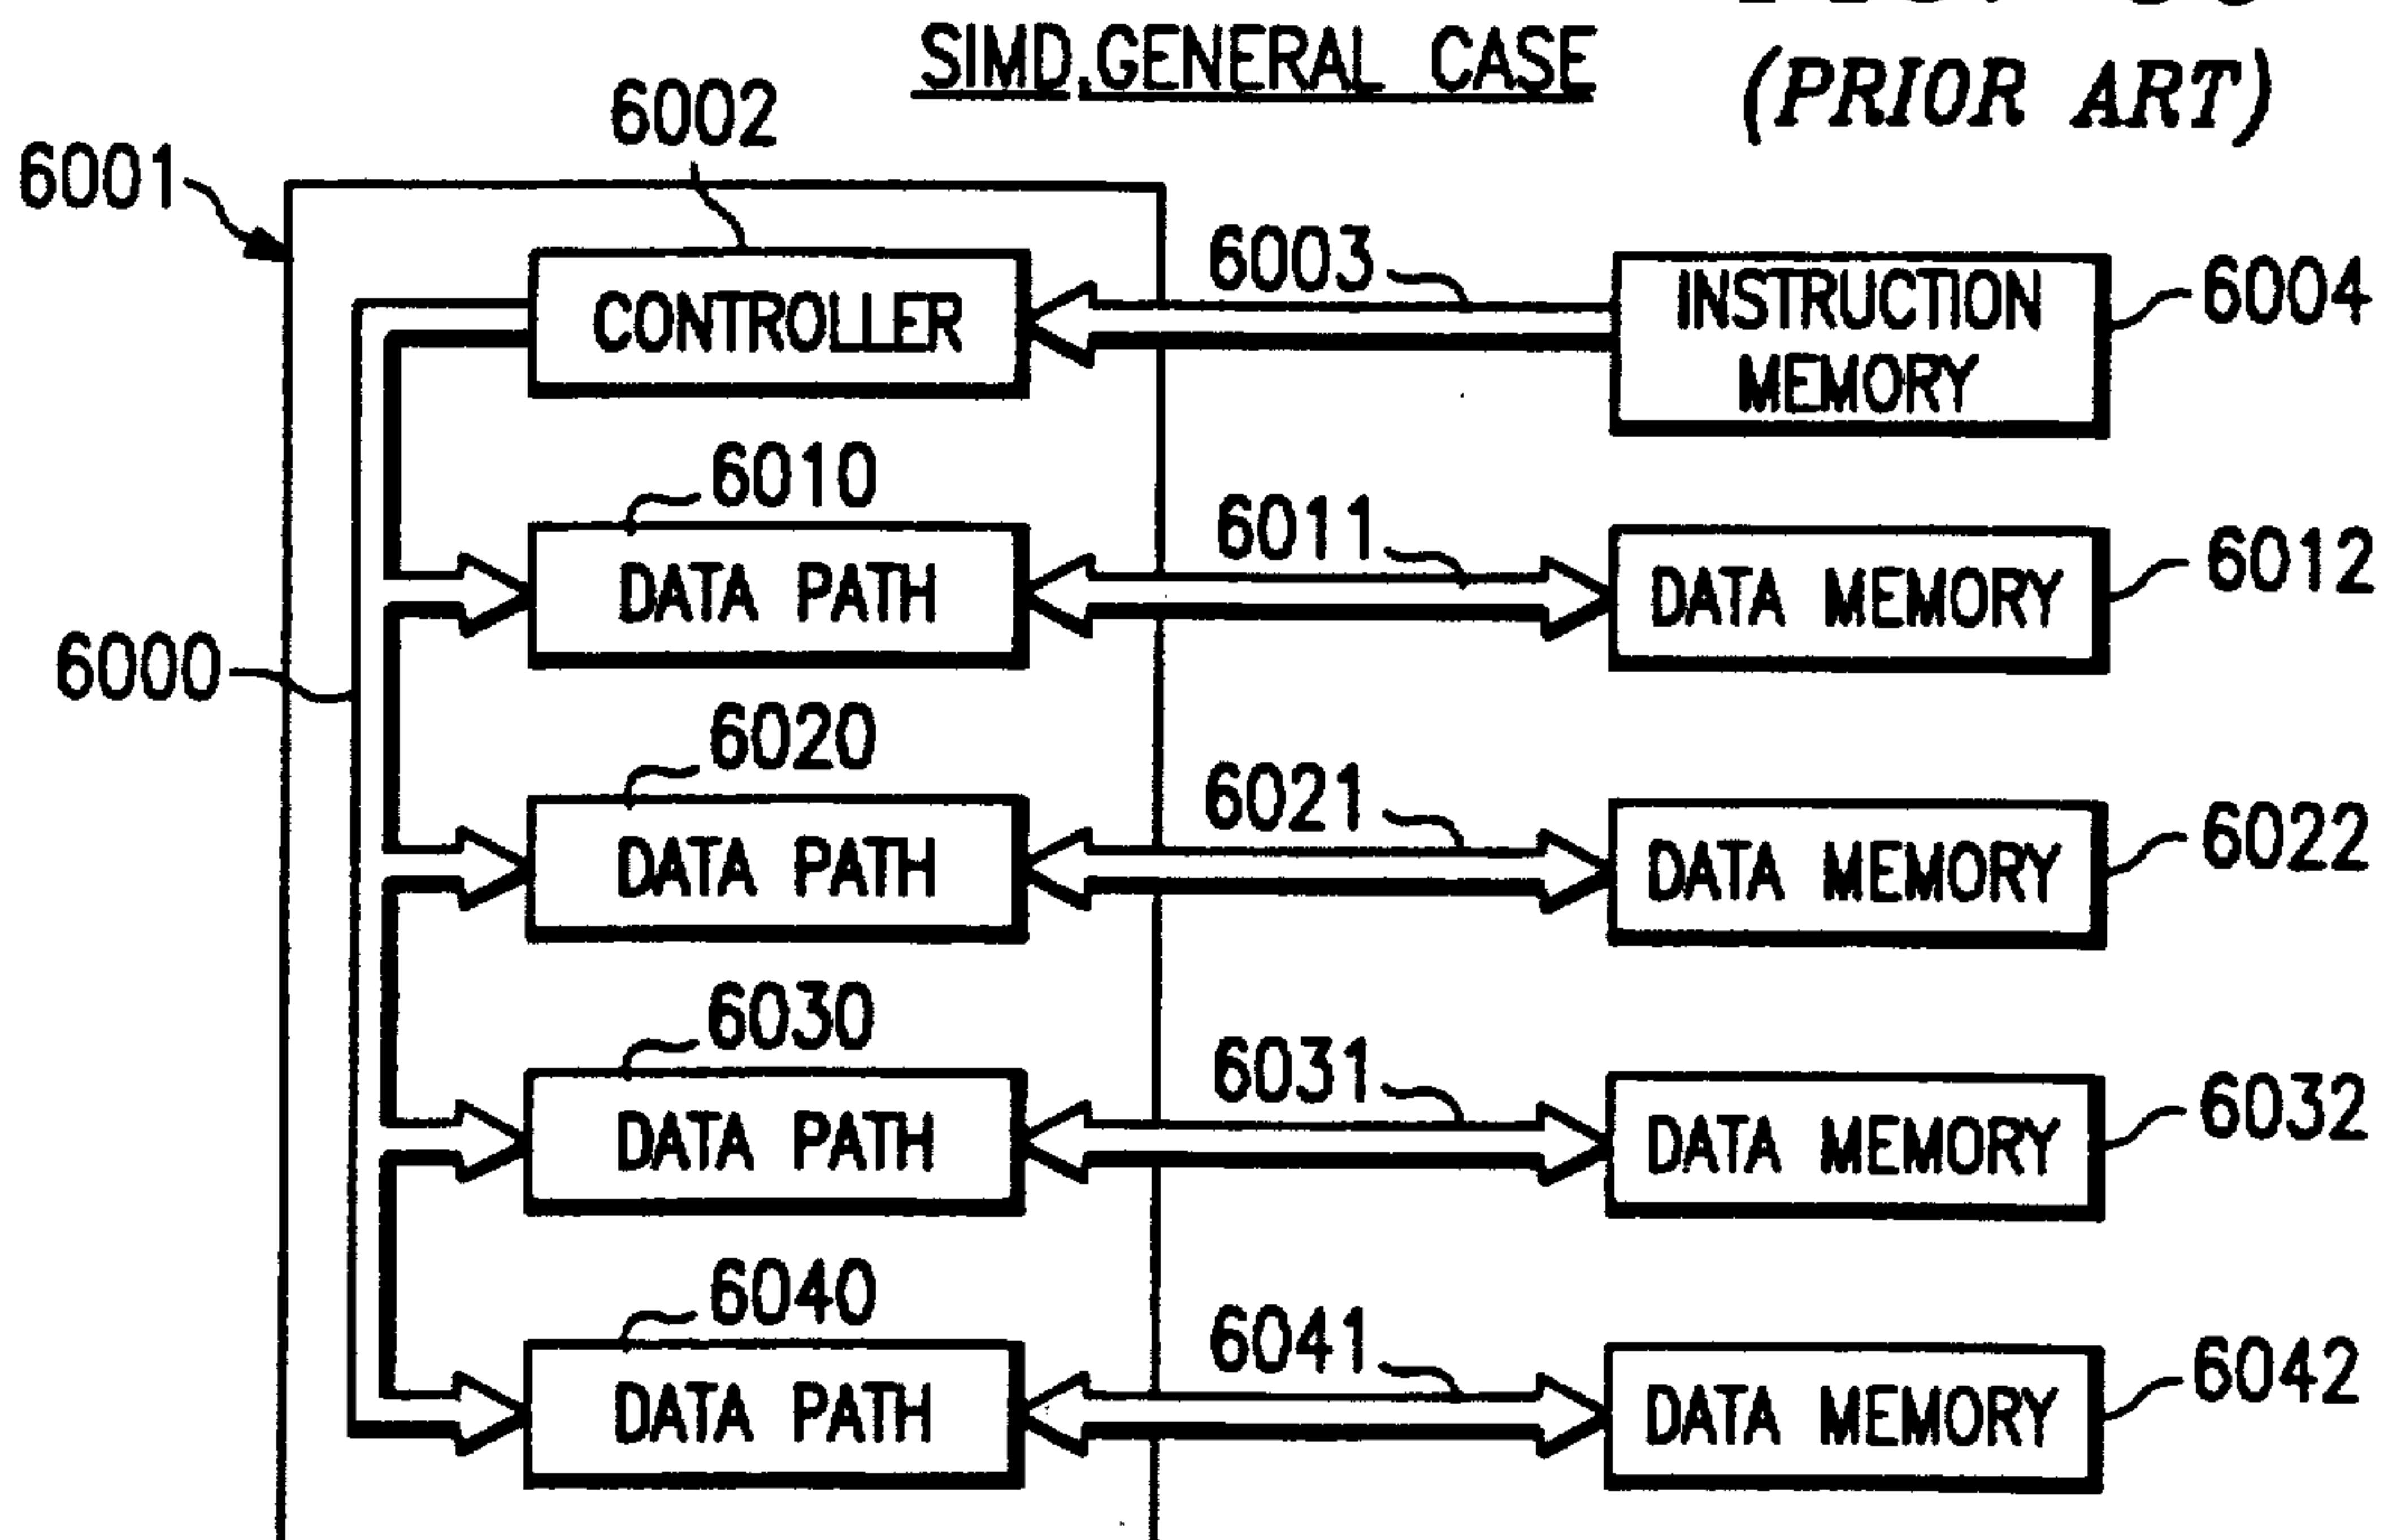 SIMD.GENERAL CASE
(PRIOR ART)
6002
6001
6003
CONTROLLER
INSTRUCTION
MEMORY
6004
6010
6011
DATA PATH
DATA MEMORY
6012
6000
6020
6021
DATA PATH
DATA MEMORY
6022
6030
6031
DATA PATH
DATA MEMORY
6032
6040
6041
DATA PATH
DATA MEMORY
6042